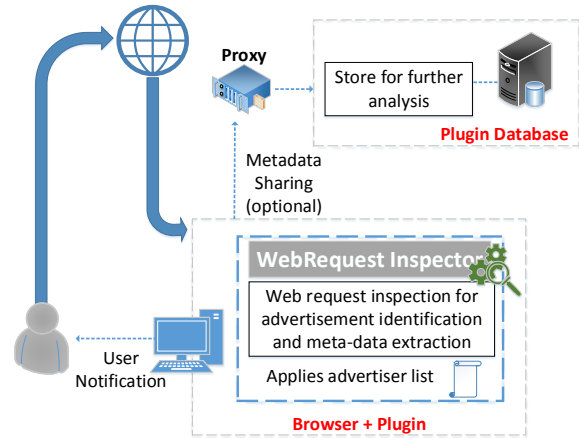 Proxy
Store for further
analysis
Plugin Database
Metadata
Sharing
(optional)
WebRequest Inspector
Web request inspection for
advertisement identification
and meta-data extraction
Applies advertiser list
User
Notification
Browser + Plugin